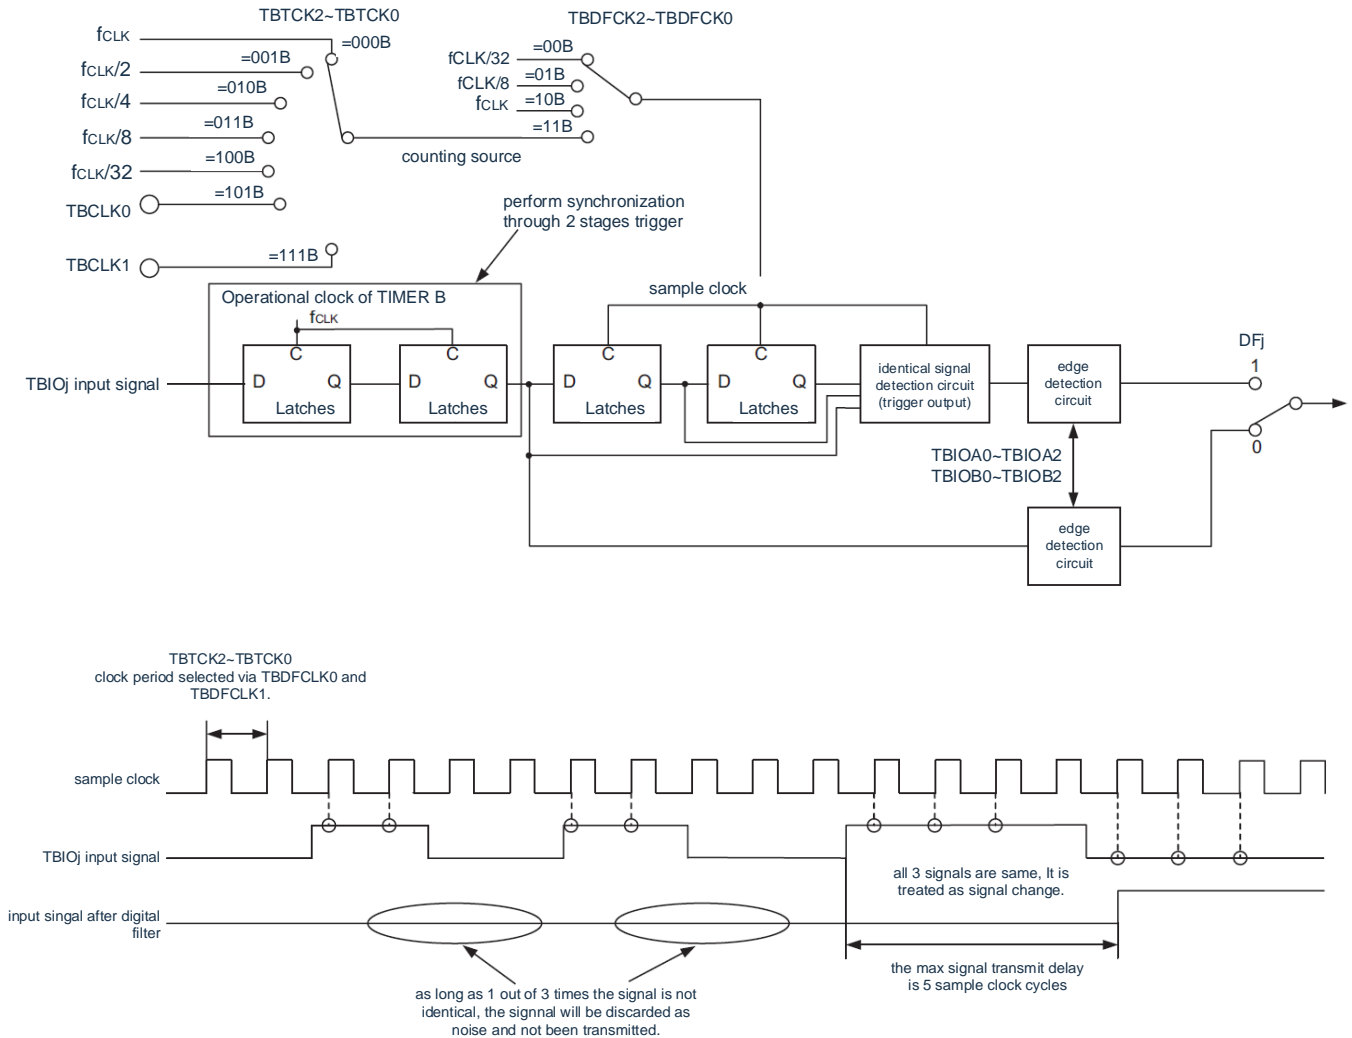 TBTCK2~TBTCK0
TBDFCK2~TBDFCK0
fCLK
=000B
fCLK/2
=001B
fCLK/4
=010B
fCLK/8
=011B
fCLK/32
=100B
TBCLK0
=101B
TBCLK1
=111B
fCLK/32
=00B
fCLK/8
=01B
fCLK
=10B
=11B
counting source
perform synchronization
through 2 stages trigger
Operational clock of TIMER B
fCLK
sample clock
TBIOj input signal
C
D
Q
Latches
C
D
Q
Latches
C
D
Q
Latches
C
D
Q
Latches
identical signal
detection circuit
(trigger output)
edge
detection
circuit
DFj
1
0
TBIOA0~TBIOA2
TBIOB0~TBIOB2
edge
detection
circuit
TBTCK2~TBTCK0
clock period selected via TBDFCLK0 and
TBDFCLK1.
sample clock
TBIOj input signal
all 3 signals are same, It is
treated as signal change.
input singal after digital
filter
the max signal transmit delay
is 5 sample clock cycles
as long as 1 out of 3 times the signal is not
identical, the signnal will be discarded as
noise and not been transmitted.